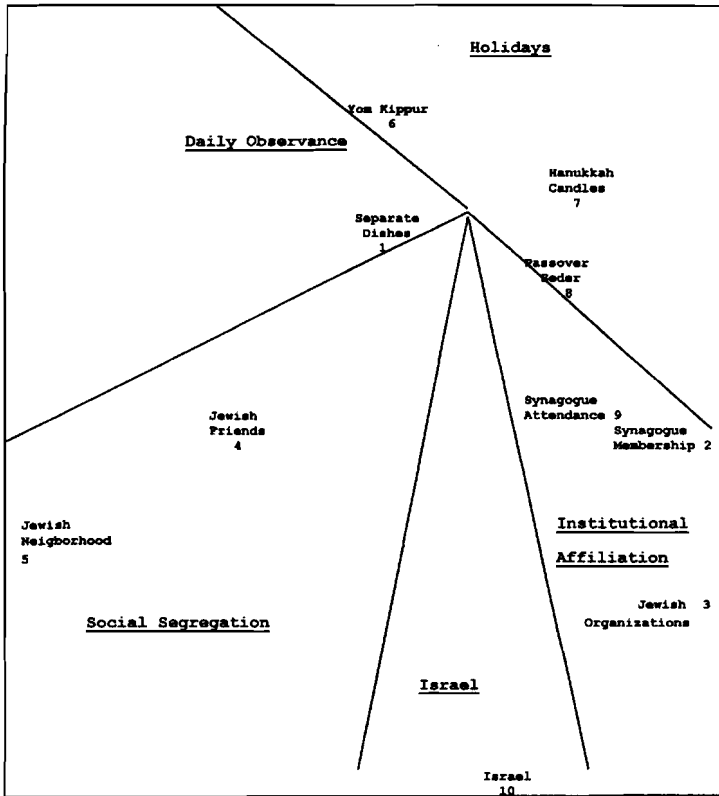 Holidays
Yom Kippur
6
Daily Observance
Hanukkah
Candles
7
Separate
Dishes
1
Passover
Seder
8
Synagogue
Attendance 9
Synagogue
Membership 2
Jewish
Friends
4
Jewish
Neigborhood
5
Institutional
Affiliation
Jewish 3
Organizations
Social Segregation
Israel
Israel
10